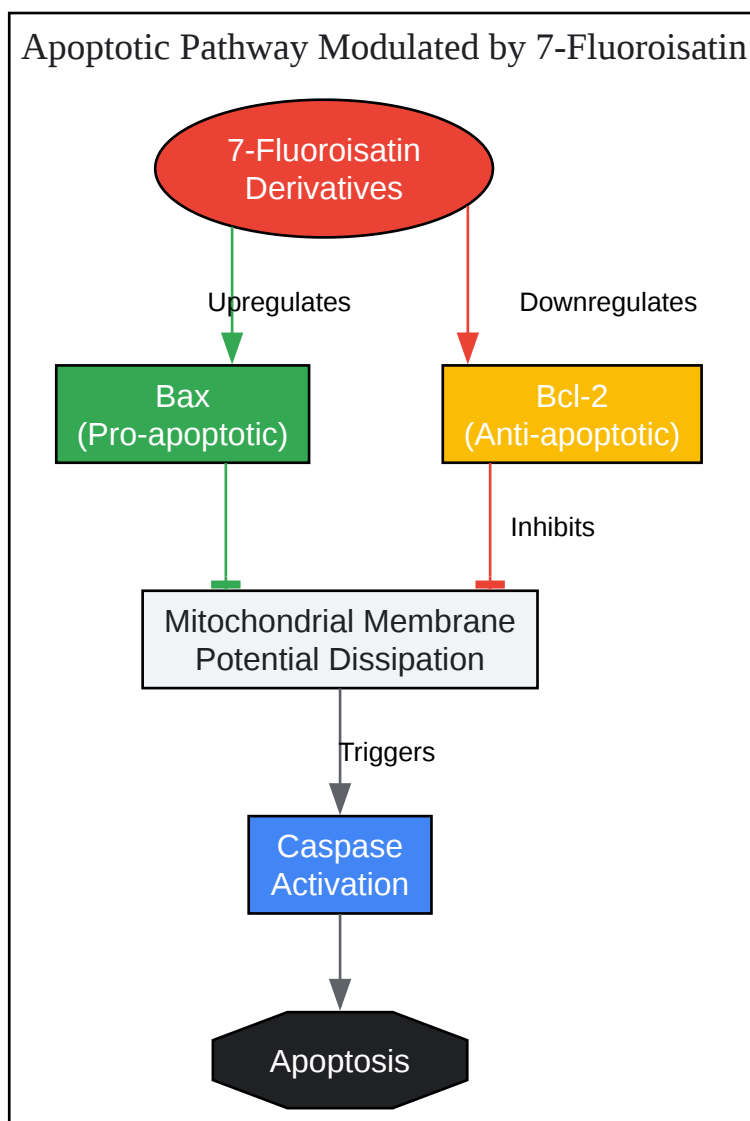 Apoptotic Pathway Modulated by 7-Fluoroisatin
7-Fluoroisatin
Derivatives
Upregulates
Downregulates
Bax
(Pro-apoptotic)
Bcl-2
(Anti-apoptotic)
Inhibits
Mitochondrial Membrane
Potential Dissipation
Triggers
Caspase
Activation
Apoptosis